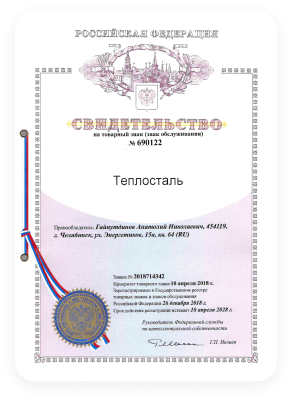 РОССИЙСКАЯ ФЕДЕРАЦИЯ
СВИДЕТЕЛЬСТВО
на товарный знак (знак обслуживания)
№ 690122
Теплосталь
Правообладатель: Гайнутдинов Анатолий Николаевич, 454119,
г. Челябинск, ул. Энергетиков, 15а, кв. 64 (RU)
Заявка № 2018714342
Приоритет товарного знака 10 апреля 2018 г.
Зарегистрировано в Государственном реестре
товарных знаков и знаков обслуживания
Российской Федерации 26 декабря 2018 г.
Срок действия регистрации истекает 10 апреля 2028 г.
Руководитель Федеральной службы
по интеллектуальной собственности
Г.П. Ивлиев